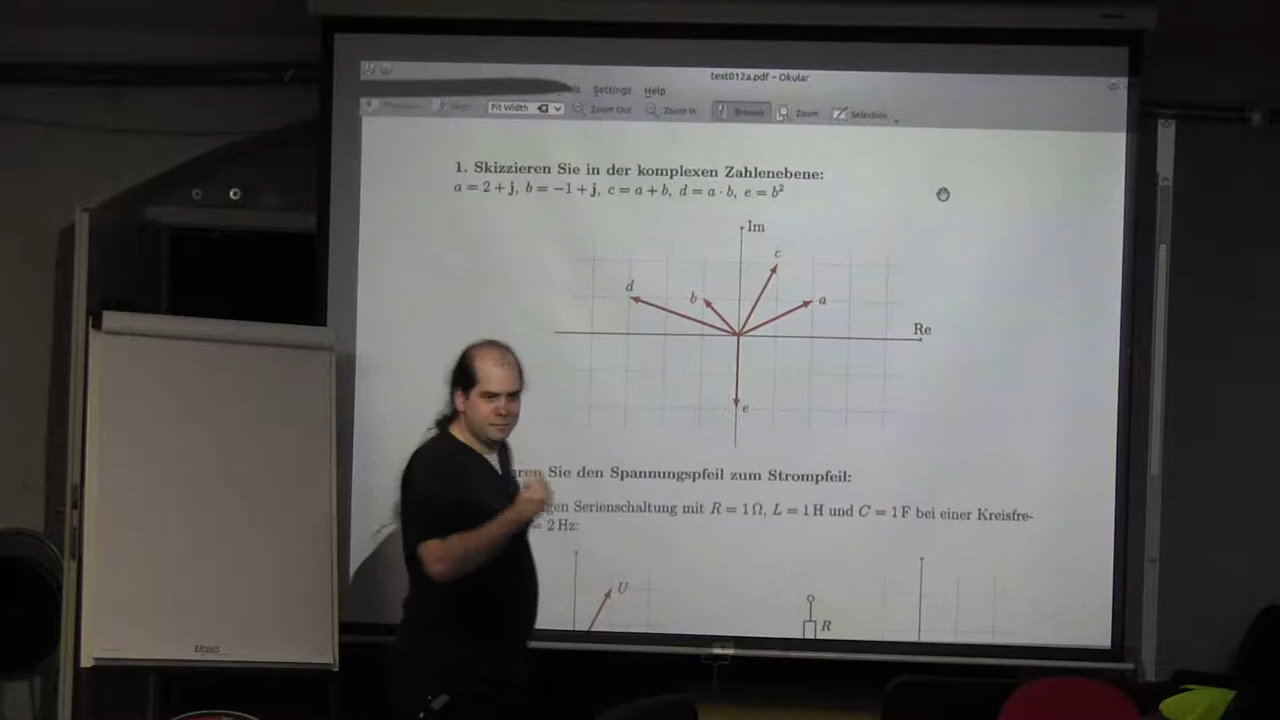 test012a.pdf – Okular
Settings Help
Fit Width Zoom Out Zoom In Browse Zoom Selection
1. Skizzieren Sie in der komplexen Zahlenebene:
a = 2 + j, b = −1 + j, c = a + b, d = a · b, e = b²
Im
c
d
b
a
Re
e
Sie den Spannungspfeil zum Strompfeil:
Serienschaltung mit R = 1 Ω, L = 1 H und C = 1 F bei einer Kreisfre-
= 2 Hz:
U
R